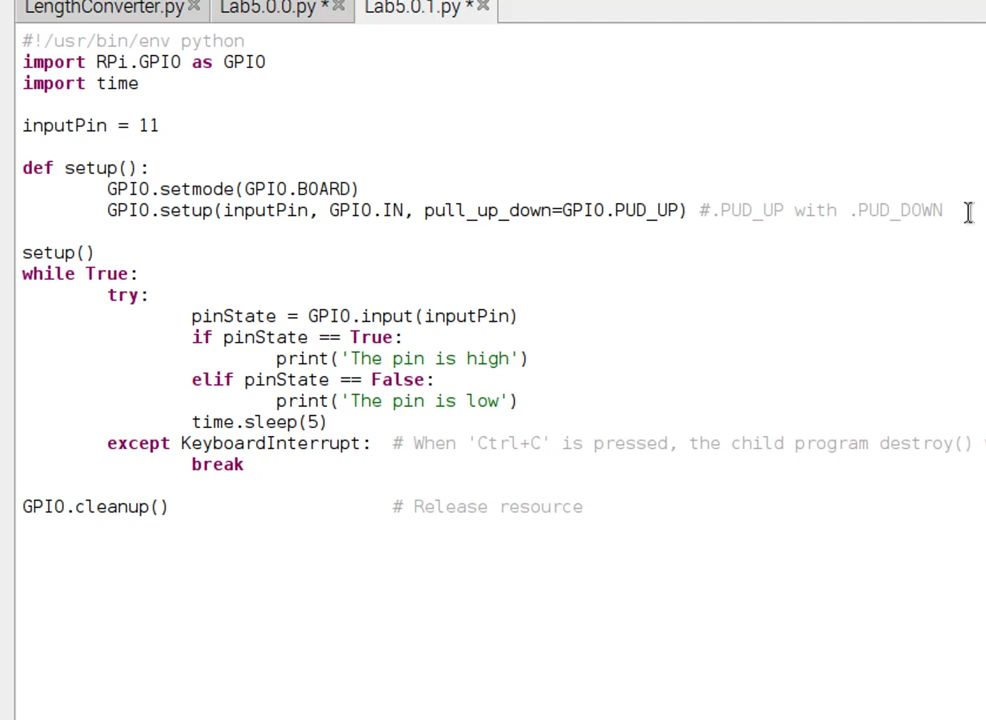 LengthConverter.py Lab5.0.0.py * Lab5.0.1.py *
#!/usr/bin/env python
import RPi.GPIO as GPIO
import time
inputPin = 11
def setup():
GPIO.setmode(GPIO.BOARD)
GPIO.setup(inputPin, GPIO.IN, pull_up_down=GPIO.PUD_UP) #.PUD_UP with .PUD_DOWN
setup()
while True:
try:
pinState = GPIO.input(inputPin)
if pinState == True:
print('The pin is high')
elif pinState == False:
print('The pin is low')
time.sleep(5)
except KeyboardInterrupt: # When 'Ctrl+C' is pressed, the child program destroy()
break
GPIO.cleanup() # Release resource